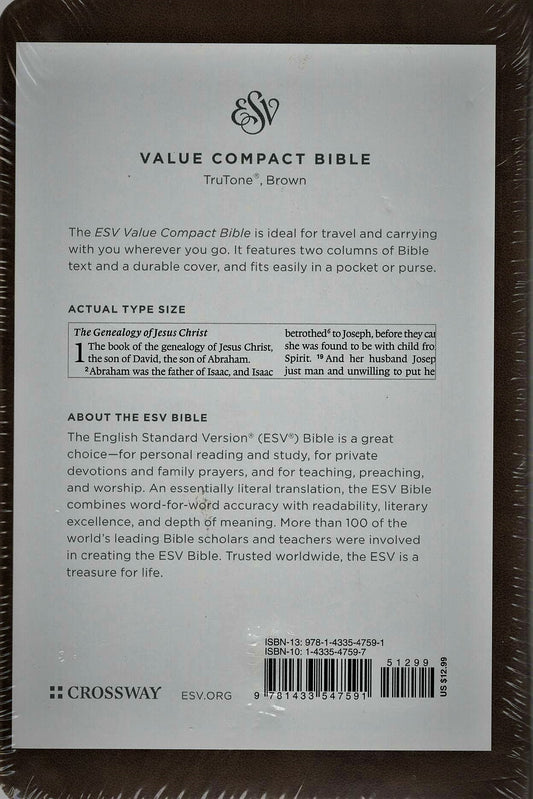 ESV
VALUE COMPACT BIBLE
TruTone®, Brown
The ESV Value Compact Bible is ideal for travel and carrying
with you wherever you go. It features two columns of Bible
text and a durable cover, and fits easily in a pocket or purse.
ACTUAL TYPE SIZE
The Genealogy of Jesus Christ
1 The book of the genealogy of Jesus Christ,
the son of David, the son of Abraham.
²Abraham was the father of Isaac, and Isaac
betrothed⁶ to Joseph, before they cat
she was found to be with child fro
Spirit. ¹⁹ And her husband Josep
just man and unwilling to put he
ABOUT THE ESV BIBLE
The English Standard Version® (ESV®) Bible is a great
choice—for personal reading and study, for private
devotions and family prayers, and for teaching, preaching,
and worship. An essentially literal translation, the ESV Bible
combines word-for-word accuracy with readability, literary
excellence, and depth of meaning. More than 100 of the
world's leading Bible scholars and teachers were involved
in creating the ESV Bible. Trusted worldwide, the ESV is a
treasure for life.
ISBN-13: 978-1-4335-4759-1
ISBN-10: 1-4335-4759-7
51299
US $12.99
9 781433 547591
CROSSWAY
ESV.ORG